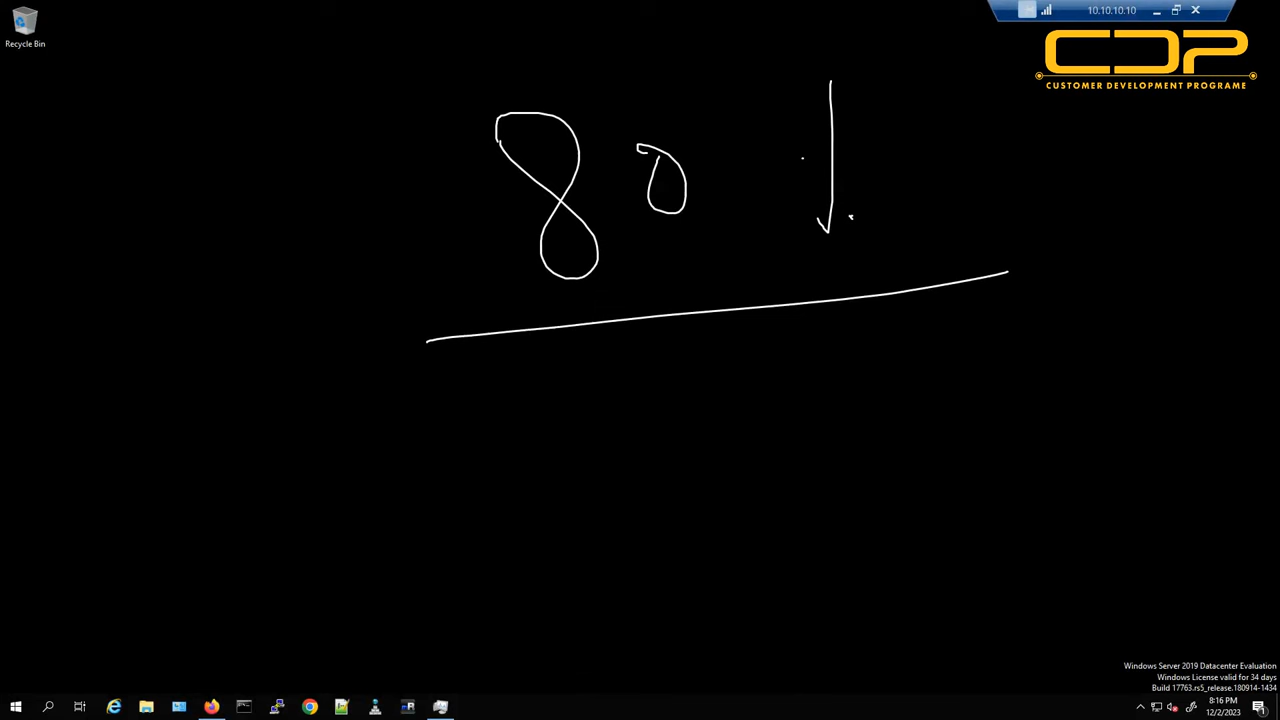 10.10.10.10
Recycle Bin
CDP
CUSTOMER DEVELOPMENT PROGRAME
80
Windows Server 2019 Datacenter Evaluation
Windows License valid for 34 days
Build 17763.rs5_release.180914-1434
8:16 PM
12/2/2023